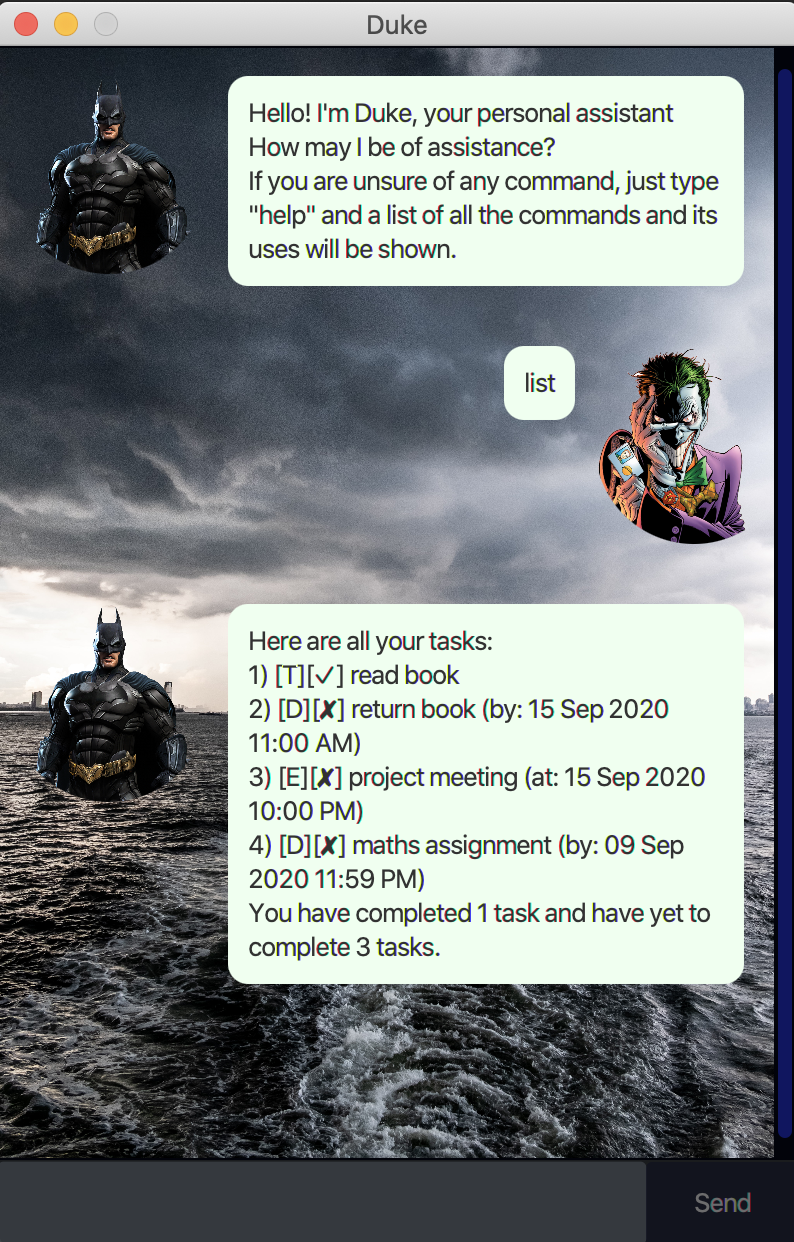 Duke
Hello! I'm Duke, your personal assistant
How may I be of assistance?
If you are unsure of any command, just type
"help" and a list of all the commands and its
uses will be shown.
list
Here are all your tasks:
1) [T][✓] read book
2) [D][✘] return book (by: 15 Sep 2020
11:00 AM)
3) [E][✘] project meeting (at: 15 Sep 2020
10:00 PM)
4) [D][✘] maths assignment (by: 09 Sep
2020 11:59 PM)
You have completed 1 task and have yet to
complete 3 tasks.
Send